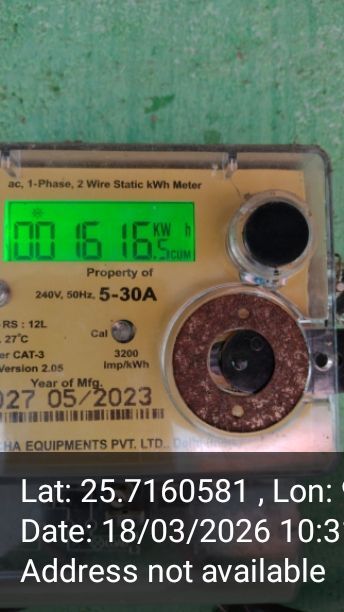 ac, 1-Phase, 2 Wire Static kWh Meter
001616.5 KW h
CUM
Property of
240V, 50Hz, 5-30A
RS : 12L
27°C
Cal
CAT-3
3200
Version 2.05
Imp/kWh
Year of Mfg.
027 05/2023
EQUIPMENTS PVT. LTD.,
Lat: 25.7160581 , Lon:
Date: 18/03/2026 10:31
Address not available